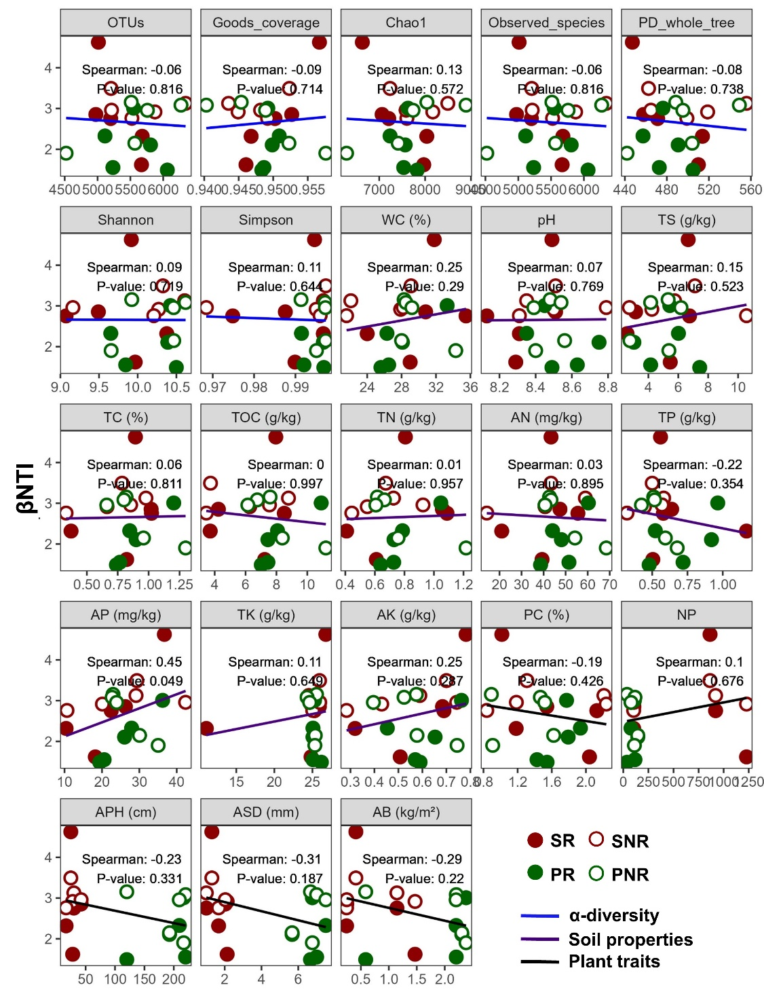 OTUs Goods_coverage Chao1 Observed_species PD_whole_tree
Spearman: -0.06 Spearman: -0.09 Spearman: 0.13 Spearman: -0.06 Spearman: -0.08
P-value: 0.816 P-value: 0.714 P-value: 0.572 P-value: 0.816 P-value: 0.738
4
3
2
4500 5000 5500 6000 0.940 0.945 0.950 0.955 7000 8000 9000 4500 5000 5500 6000 440 480 520 560
Shannon Simpson WC (%) pH TS (g/kg)
Spearman: 0.09 Spearman: 0.11 Spearman: 0.25 Spearman: 0.07 Spearman: 0.15
P-value: 0.719 P-value: 0.644 P-value: 0.29 P-value: 0.769 P-value: 0.523
4
3
2
9.0 9.5 10.0 10.5 0.97 0.98 0.99 24 28 32 36 8.2 8.4 8.6 8.8 4 6 8 10
βNTI
TC (%) TOC (g/kg) TN (g/kg) AN (mg/kg) TP (g/kg)
Spearman: 0.06 Spearman: 0 Spearman: 0.01 Spearman: 0.03 Spearman: -0.22
P-value: 0.811 P-value: 0.997 P-value: 0.957 P-value: 0.895 P-value: 0.354
4
3
2
0.50 0.75 1.00 1.25 4 6 8 10 0.4 0.6 0.8 1.0 1.2 20 30 40 50 60 70 0.50 0.75 1.00
AP (mg/kg) TK (g/kg) AK (g/kg) PC (%) NP
Spearman: 0.45 Spearman: 0.11 Spearman: 0.25 Spearman: -0.19 Spearman: 0.1
P-value: 0.049 P-value: 0.649 P-value: 0.287 P-value: 0.426 P-value: 0.676
4
3
2
10 20 30 40 15 20 25 0.3 0.4 0.5 0.6 0.7 0.8 0.8 1.2 1.6 2.0 0 250 500 750 1000 1250
APH (cm) ASD (mm) AB (kg/m²)
Spearman: -0.23 Spearman: -0.31 Spearman: -0.29
P-value: 0.331 P-value: 0.187 P-value: 0.22
4
3
2
50 100 150 200 2 4 6 0.5 1.0 1.5 2.0
SR SNR
PR PNR
α-diversity
Soil properties
Plant traits